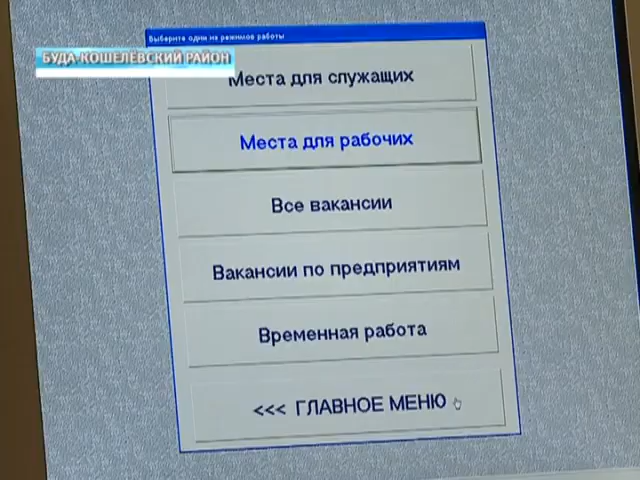 Выберите один из режимов работы
БУДА-КОШЕЛЁВСКИЙ РАЙОН
Места для служащих
Места для рабочих
Все вакансии
Вакансии по предприятиям
Временная работа
<<< ГЛАВНОЕ МЕНЮ